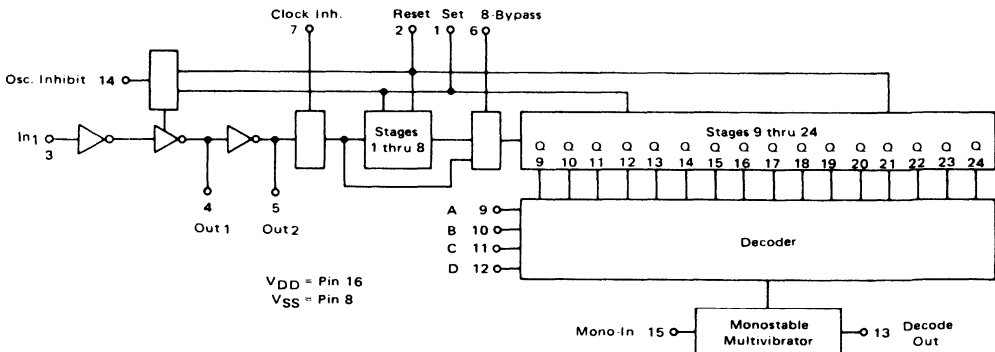 Clock Inh. Reset Set 8-Bypass
7 2 1 6
Osc. Inhibit 14
In1
3
Stages
1 thru 8
Stages 9 thru 24
Q Q Q Q Q Q Q Q Q Q Q Q Q Q Q Q
9 10 11 12 13 14 15 16 17 18 19 20 21 22 23 24
4 5
Out 1 Out 2
A 9
B 10
C 11
D 12
Decoder
VDD = Pin 16
VSS = Pin 8
Mono-In 15
Monostable
Multivibrator
13 Decode
Out